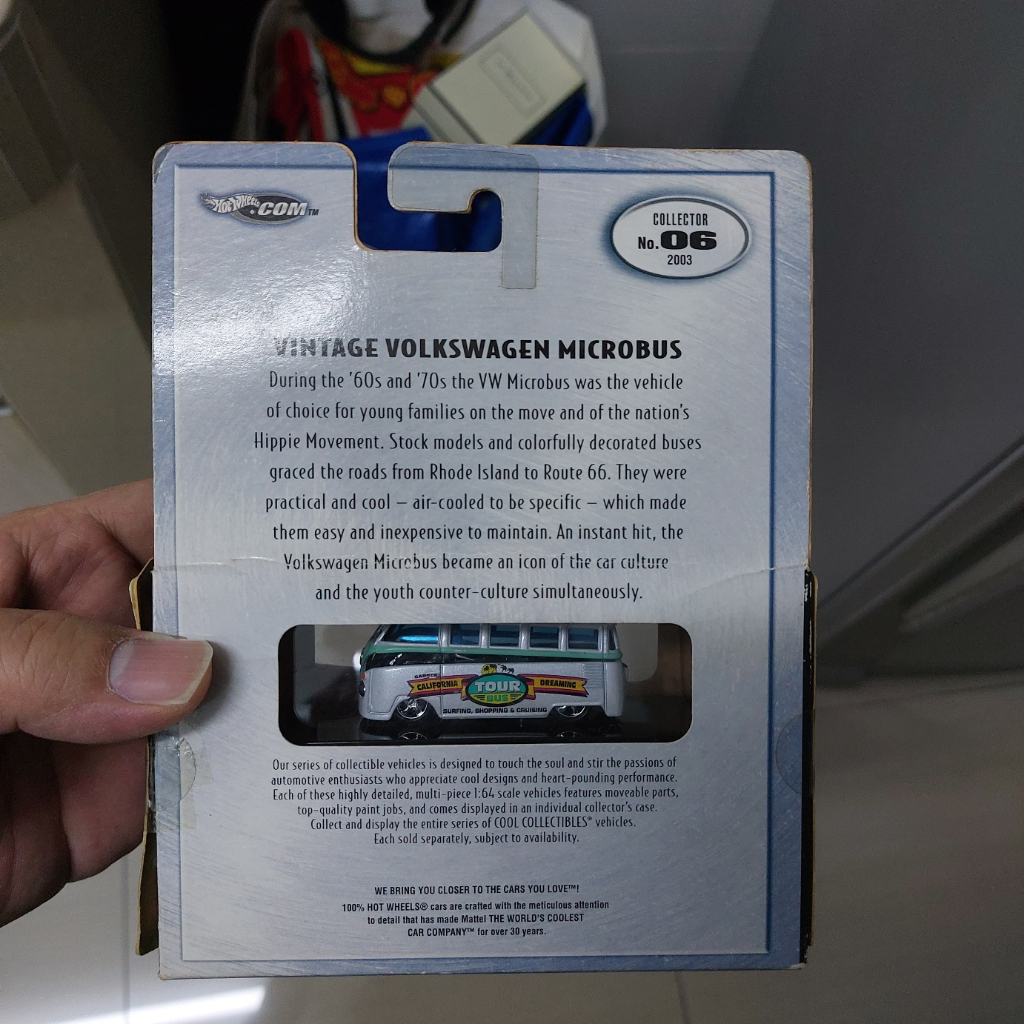 HOT WHEELS.COM™
COLLECTOR
No.06
2003
VINTAGE VOLKSWAGEN MICROBUS
During the '60s and '70s the VW Microbus was the vehicle
of choice for young families on the move and of the nation's
Hippie Movement. Stock models and colorfully decorated buses
graced the roads from Rhode Island to Route 66. They were
practical and cool – air-cooled to be specific – which made
them easy and inexpensive to maintain. An instant hit, the
Volkswagen Microbus became an icon of the car culture
and the youth counter-culture simultaneously.
CALIFORNIA TOUR DREAMING
BUS
SURFING, SHOPPING & CRUISING
Our series of collectible vehicles is designed to touch the soul and stir the passions of
automotive enthusiasts who appreciate cool designs and heart-pounding performance.
Each of these highly detailed, multi-piece 1:64 scale vehicles features moveable parts,
top-quality paint jobs, and comes displayed in an individual collector's case.
Collect and display the entire series of COOL COLLECTIBLES® vehicles.
Each sold separately, subject to availability.
WE BRING YOU CLOSER TO THE CARS YOU LOVE™!
100% HOT WHEELS® cars are crafted with the meticulous attention
to detail that has made Mattel THE WORLD'S COOLEST
CAR COMPANY™ for over 30 years.